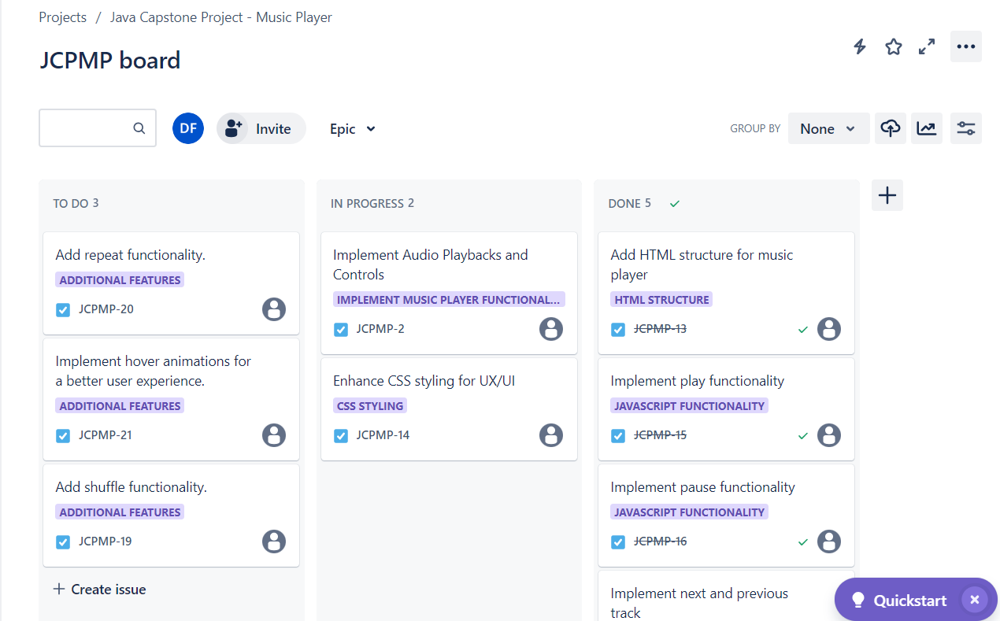 Projects / Java Capstone Project - Music Player
JCPMP board
DF
Invite
Epic
GROUP BY
None
TO DO 3
Add repeat functionality.
ADDITIONAL FEATURES
JCPMP-20
Implement hover animations for
a better user experience.
ADDITIONAL FEATURES
JCPMP-21
Add shuffle functionality.
ADDITIONAL FEATURES
JCPMP-19
+ Create issue
IN PROGRESS 2
Implement Audio Playbacks and
Controls
IMPLEMENT MUSIC PLAYER FUNCTIONAL...
JCPMP-2
Enhance CSS styling for UX/UI
CSS STYLING
JCPMP-14
DONE 5
Add HTML structure for music
player
HTML STRUCTURE
JCPMP-13
Implement play functionality
JAVASCRIPT FUNCTIONALITY
JCPMP-15
Implement pause functionality
JAVASCRIPT FUNCTIONALITY
JCPMP-16
Implement next and previous
track
Quickstart